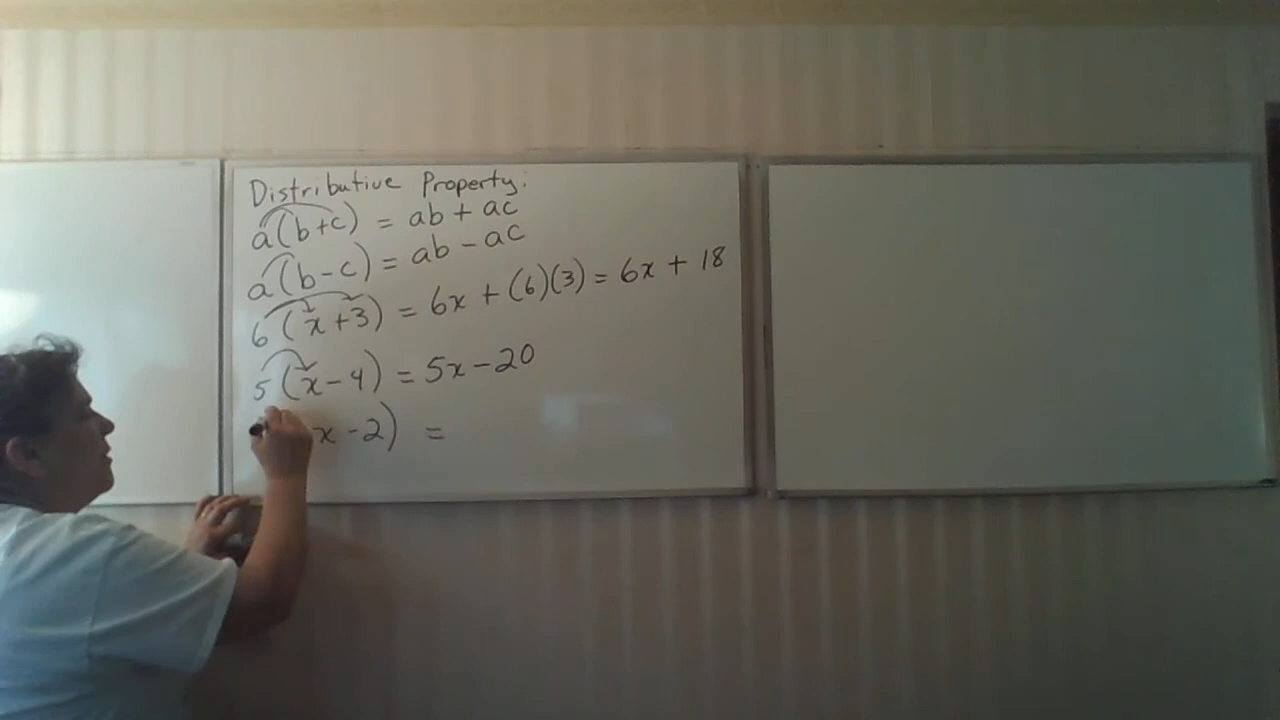 Distributive Property:
a(b+c) = ab + ac
a(b-c) = ab - ac
6(x+3) = 6x + (6)(3) = 6x + 18
5(x-4) = 5x - 20
x - 2) =